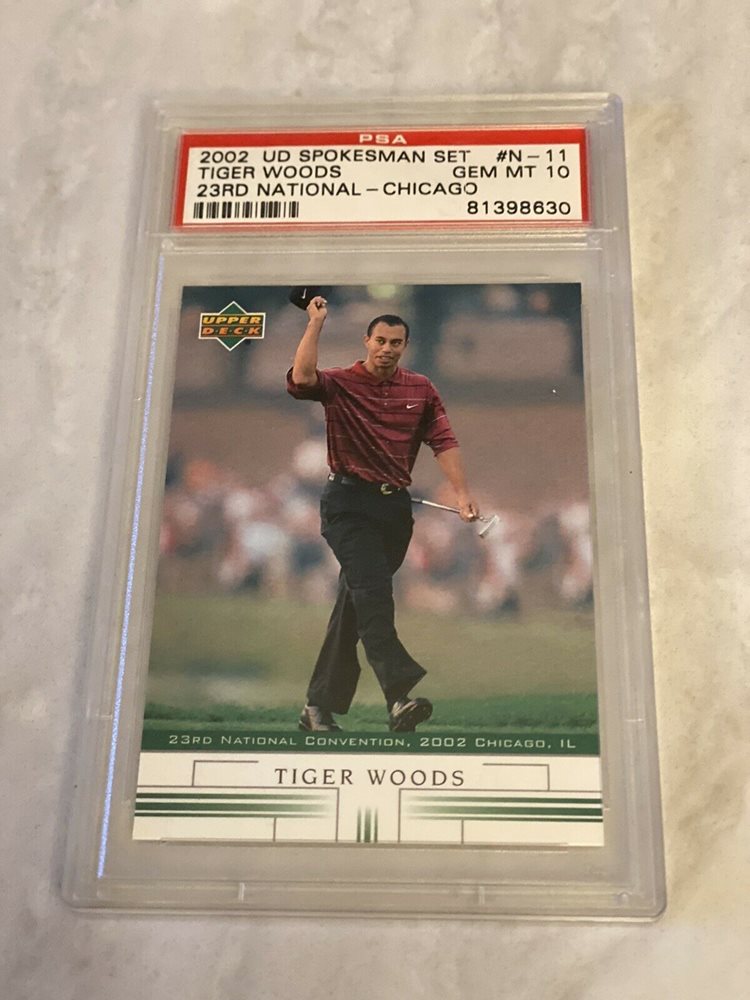 PSA
2002 UD SPOKESMAN SET #N-11
TIGER WOODS GEM MT 10
23RD NATIONAL-CHICAGO
81398630
UPPER
DECK
23RD NATIONAL CONVENTION, 2002 CHICAGO, IL
TIGER WOODS